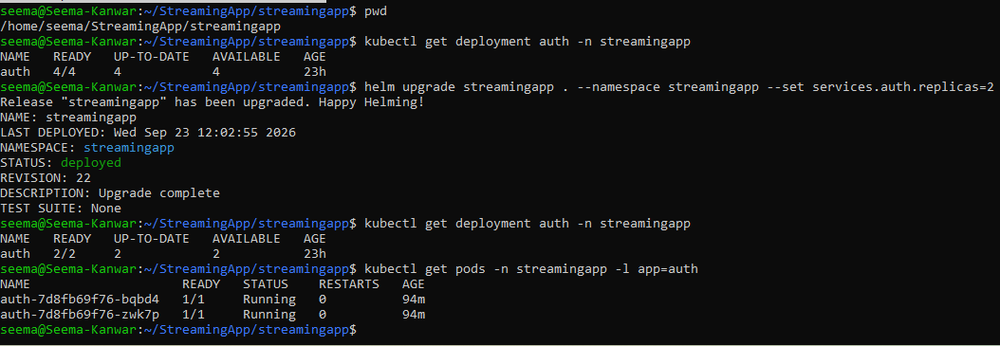 seema@Seema-Kanwar:~/StreamingApp/streamingapp$ pwd
/home/seema/StreamingApp/streamingapp
seema@Seema-Kanwar:~/StreamingApp/streamingapp$ kubectl get deployment auth -n streamingapp
NAME   READY   UP-TO-DATE   AVAILABLE   AGE
auth   4/4     4            4           23h
seema@Seema-Kanwar:~/StreamingApp/streamingapp$ helm upgrade streamingapp . --namespace streamingapp --set services.auth.replicas=2
Release "streamingapp" has been upgraded. Happy Helming!
NAME: streamingapp
LAST DEPLOYED: Wed Sep 23 12:02:55 2026
NAMESPACE: streamingapp
STATUS: deployed
REVISION: 22
DESCRIPTION: Upgrade complete
TEST SUITE: None
seema@Seema-Kanwar:~/StreamingApp/streamingapp$ kubectl get deployment auth -n streamingapp
NAME   READY   UP-TO-DATE   AVAILABLE   AGE
auth   2/2     2            2           23h
seema@Seema-Kanwar:~/StreamingApp/streamingapp$ kubectl get pods -n streamingapp -l app=auth
NAME                    READY   STATUS    RESTARTS   AGE
auth-7d8fb69f76-bqbd4   1/1     Running   0          94m
auth-7d8fb69f76-zwk7p   1/1     Running   0          94m
seema@Seema-Kanwar:~/StreamingApp/streamingapp$